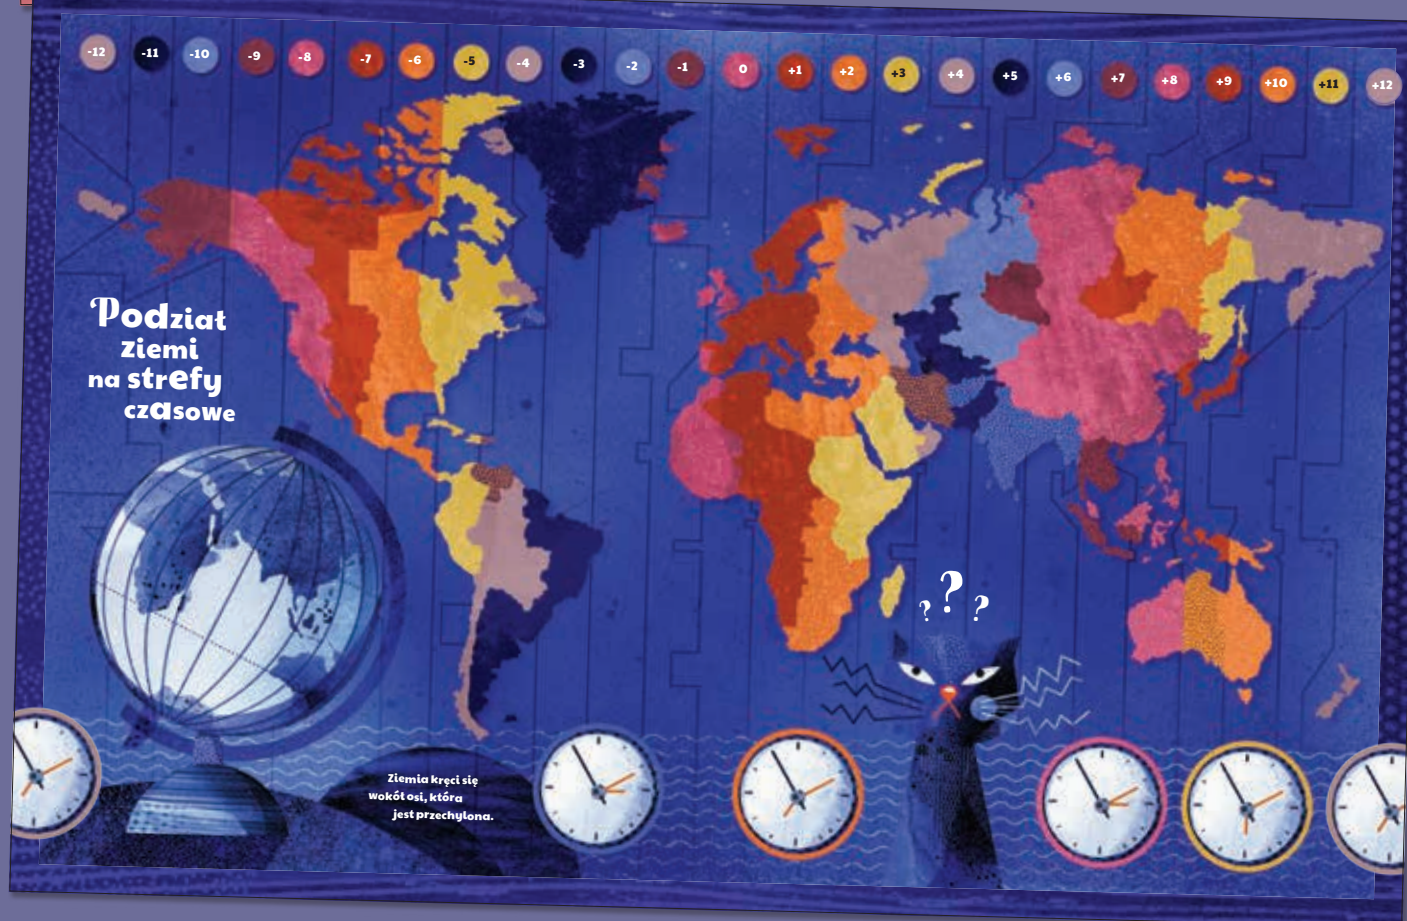 -12 -11 -10 -9 -8 -7 -6 -5 -4 -3 -2 -1 0 +1 +2 +3 +4 +5 +6 +7 +8 +9 +10 +11 +12
Podział
ziemi
na strefy
czasowe
? ? ?
Ziemia kręci się
wokół osi, która
jest przechylona.